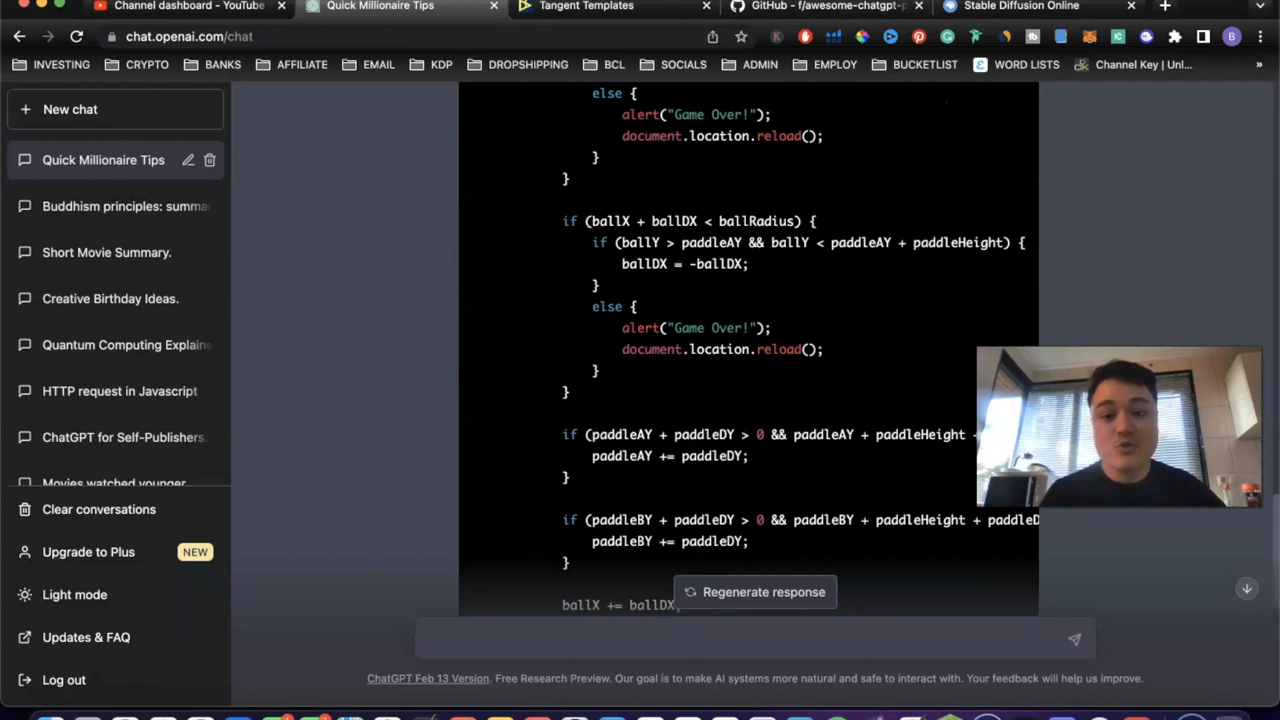 Channel dashboard - YouTube
Quick Millionaire Tips
Tangent Templates
GitHub - f/awesome-chatgpt-p
Stable Diffusion Online
chat.openai.com/chat
B
INVESTING
CRYPTO
BANKS
AFFILIATE
EMAIL
KDP
DROPSHIPPING
BCL
SOCIALS
ADMIN
EMPLOY
BUCKETLIST
WORD LISTS
Channel Key | Unl...
»
+ New chat
Quick Millionaire Tips
Buddhism principles: summa
Short Movie Summary.
Creative Birthday Ideas.
Quantum Computing Explaine
HTTP request in Javascript
ChatGPT for Self-Publishers.
Movies watched younger
Clear conversations
Upgrade to Plus NEW
Light mode
Updates & FAQ
Log out
else {
alert("Game Over!");
document.location.reload();
}
}
if (ballX + ballDX < ballRadius) {
if (ballY > paddleAY && ballY < paddleAY + paddleHeight) {
ballDX = -ballDX;
}
else {
alert("Game Over!");
document.location.reload();
}
}
if (paddleAY + paddleDY > 0 && paddleAY + paddleHeight
paddleAY += paddleDY;
}
if (paddleBY + paddleDY > 0 && paddleBY + paddleHeight + paddleD
paddleBY += paddleDY;
}
ballX += ballDX;
Regenerate response
ChatGPT Feb 13 Version. Free Research Preview. Our goal is to make AI systems more natural and safe to interact with. Your feedback will help us improve.